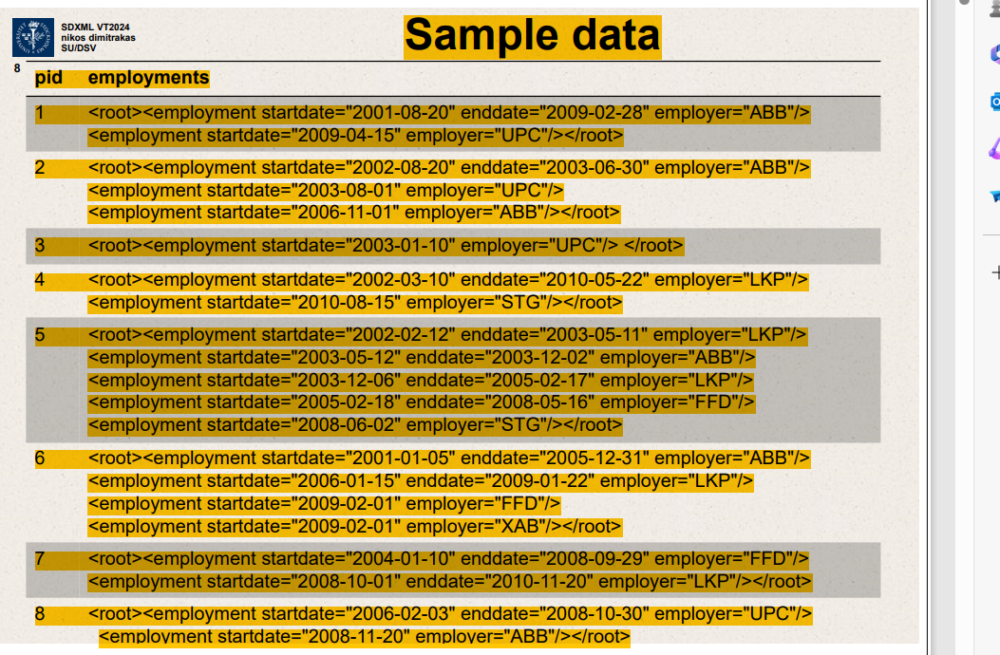 SDXML VT2024
nikos dimitrakas
SU/DSV
Sample data
8
pid employments
1 <root><employment startdate="2001-08-20" enddate="2009-02-28" employer="ABB"/>
<employment startdate="2009-04-15" employer="UPC"/></root>
2 <root><employment startdate="2002-08-20" enddate="2003-06-30" employer="ABB"/>
<employment startdate="2003-08-01" employer="UPC"/>
<employment startdate="2006-11-01" employer="ABB"/></root>
3 <root><employment startdate="2003-01-10" employer="UPC"/> </root>
4 <root><employment startdate="2002-03-10" enddate="2010-05-22" employer="LKP"/>
<employment startdate="2010-08-15" employer="STG"/></root>
5 <root><employment startdate="2002-02-12" enddate="2003-05-11" employer="LKP"/>
<employment startdate="2003-05-12" enddate="2003-12-02" employer="ABB"/>
<employment startdate="2003-12-06" enddate="2005-02-17" employer="LKP"/>
<employment startdate="2005-02-18" enddate="2008-05-16" employer="FFD"/>
<employment startdate="2008-06-02" employer="STG"/></root>
6 <root><employment startdate="2001-01-05" enddate="2005-12-31" employer="ABB"/>
<employment startdate="2006-01-15" enddate="2009-01-22" employer="LKP"/>
<employment startdate="2009-02-01" employer="FFD"/>
<employment startdate="2009-02-01" employer="XAB"/></root>
7 <root><employment startdate="2004-01-10" enddate="2008-09-29" employer="FFD"/>
<employment startdate="2008-10-01" enddate="2010-11-20" employer="LKP"/></root>
8 <root><employment startdate="2006-02-03" enddate="2008-10-30" employer="UPC"/>
<employment startdate="2008-11-20" employer="ABB"/></root>